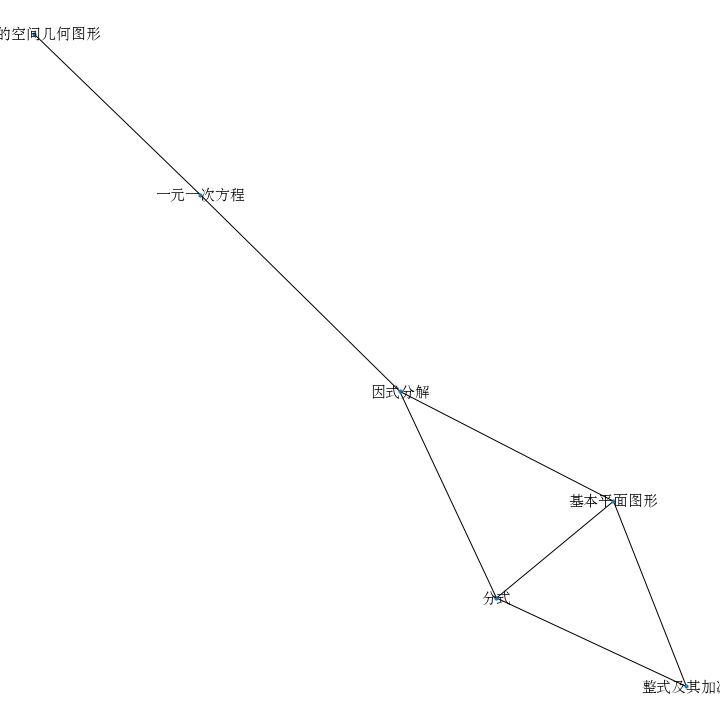 的空间几何图形
一元一次方程
因式分解
基本平面图形
分式
整式及其加